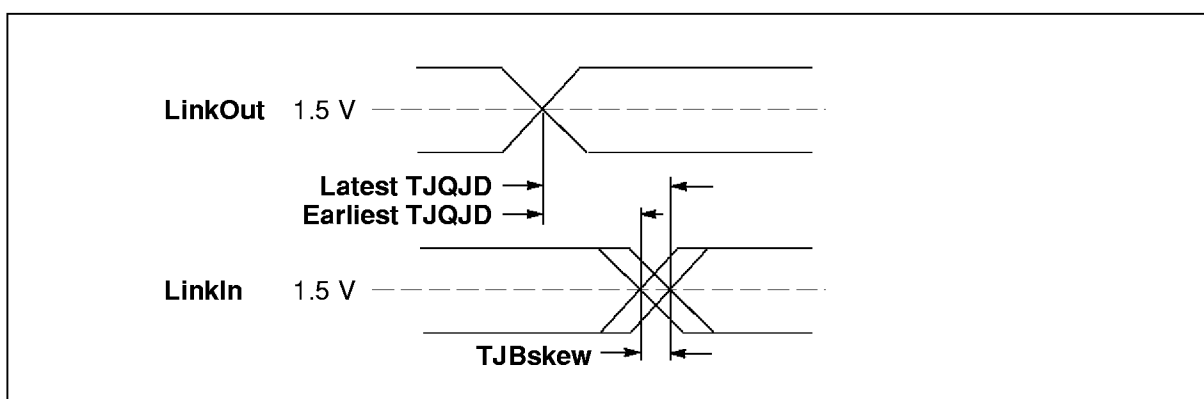 LinkOut 1.5 V
Latest TJQJD
Earliest TJQJD
LinkIn 1.5 V
TJBskew